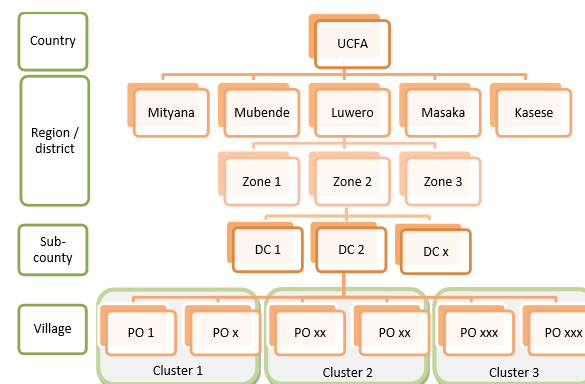 Country
UCFA
Region /
district
Mityana
Mubende
Luwero
Masaka
Kasese
Zone 1
Zone 2
Zone 3
Sub-
county
DC 1
DC 2
DC x
Village
PO 1
PO x
PO xx
PO xx
PO xxx
PO xxx
Cluster 1
Cluster 2
Cluster 3